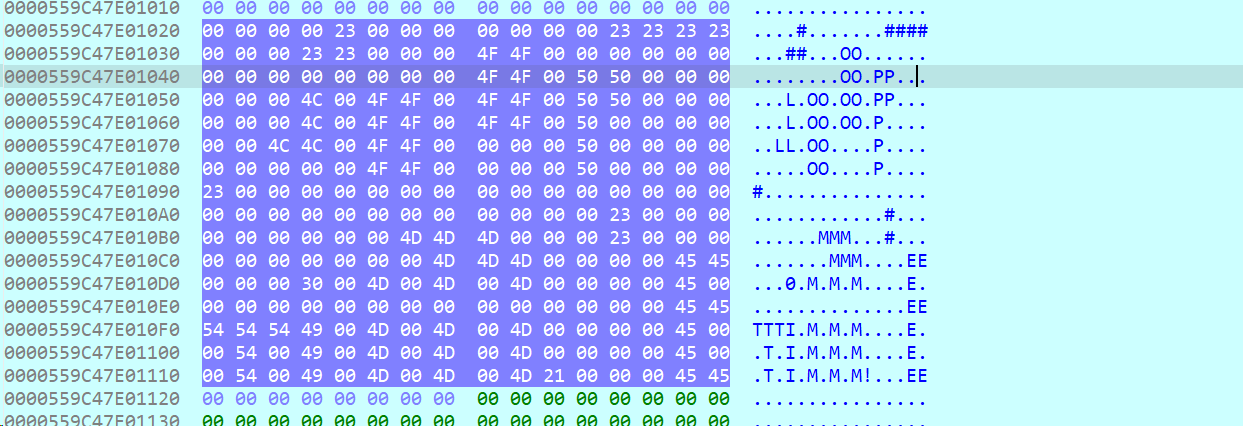 0000559C47E01010 00 00 00 00 00 00 00 00 00 00 00 00 00 00 00 00 ................
0000559C47E01020 00 00 00 00 23 00 00 00 00 00 00 00 23 23 23 23 ....#.......####
0000559C47E01030 00 00 00 23 23 00 00 00 4F 4F 00 00 00 00 00 00 ...##...OO......
0000559C47E01040 00 00 00 00 00 00 00 00 4F 4F 00 50 50 00 00 00 ........OO.PP...
0000559C47E01050 00 00 00 4C 00 4F 4F 00 4F 4F 00 50 50 00 00 00 ...L.OO.OO.PP...
0000559C47E01060 00 00 00 4C 00 4F 4F 00 4F 4F 00 50 00 00 00 00 ...L.OO.OO.P....
0000559C47E01070 00 00 4C 4C 00 4F 4F 00 00 00 00 50 00 00 00 00 ..LL.OO....P....
0000559C47E01080 00 00 00 00 00 4F 4F 00 00 00 00 50 00 00 00 00 .....OO....P....
0000559C47E01090 23 00 00 00 00 00 00 00 00 00 00 00 00 00 00 00 #...............
0000559C47E010A0 00 00 00 00 00 00 00 00 00 00 00 00 23 00 00 00 ............#...
0000559C47E010B0 00 00 00 00 00 00 4D 4D 4D 00 00 00 23 00 00 00 ......MMM...#...
0000559C47E010C0 00 00 00 00 00 00 00 4D 4D 4D 00 00 00 00 45 45 .......MMM....EE
0000559C47E010D0 00 00 00 30 00 4D 00 4D 00 4D 00 00 00 00 45 00 ...0.M.M.M....E.
0000559C47E010E0 00 00 00 00 00 00 00 00 00 00 00 00 00 00 45 45 ..............EE
0000559C47E010F0 54 54 54 49 00 4D 00 4D 00 4D 00 00 00 00 45 00 TTTI.M.M.M....E.
0000559C47E01100 00 54 00 49 00 4D 00 4D 00 4D 00 00 00 00 45 00 .T.I.M.M.M....E.
0000559C47E01110 00 54 00 49 00 4D 00 4D 00 4D 21 00 00 00 45 45 .T.I.M.M.M!...EE
0000559C47E01120 00 00 00 00 00 00 00 00 00 00 00 00 00 00 00 00 ................
0000559C47E01130 00 00 00 00 00 00 00 00 00 00 00 00 00 00 00 00 ................